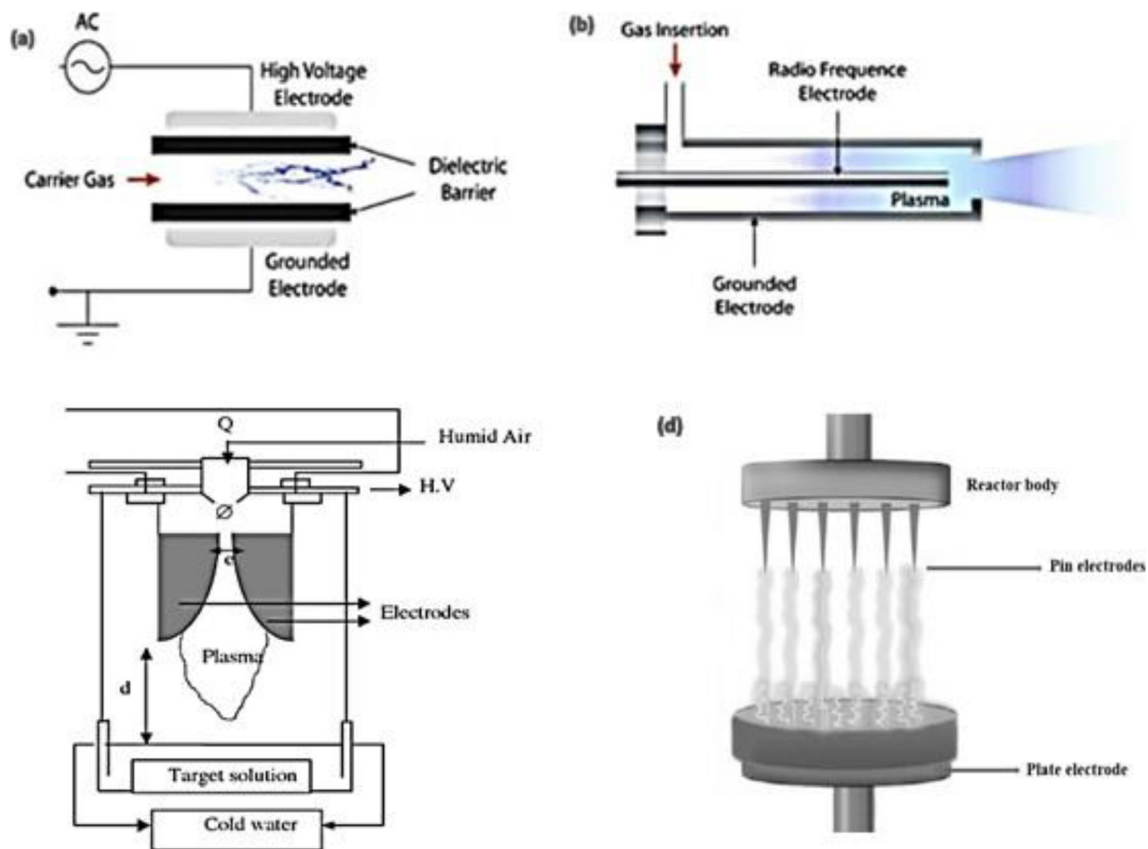 (a)
AC
High Voltage
Electrode
Carrier Gas
Dielectric
Barrier
Grounded
Electrode
(b)
Gas Insertion
Radio Frequence
Electrode
Plasma
Grounded
Electrode
Q
Humid Air
H.V
Ø
e
Electrodes
Plasma
d
Target solution
Cold water
(d)
Reactor body
Pin electrodes
Plate electrode